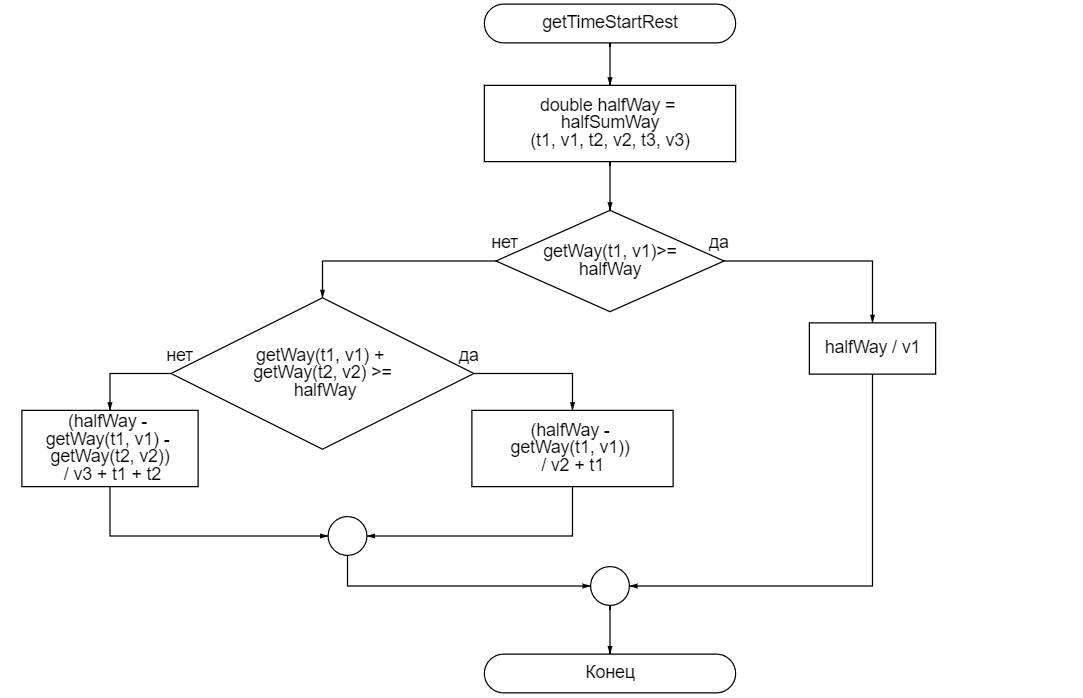 getTimeStartRest
double halfWay =
halfSumWay
(t1, v1, t2, v2, t3, v3)
нет
да
getWay(t1, v1)>=
halfWay
halfWay / v1
нет
да
getWay(t1, v1) +
getWay(t2, v2) >=
halfWay
(halfWay -
getWay(t1, v1) -
getWay(t2, v2))
/ v3 + t1 + t2
(halfWay -
getWay(t1, v1))
/ v2 + t1
Конец